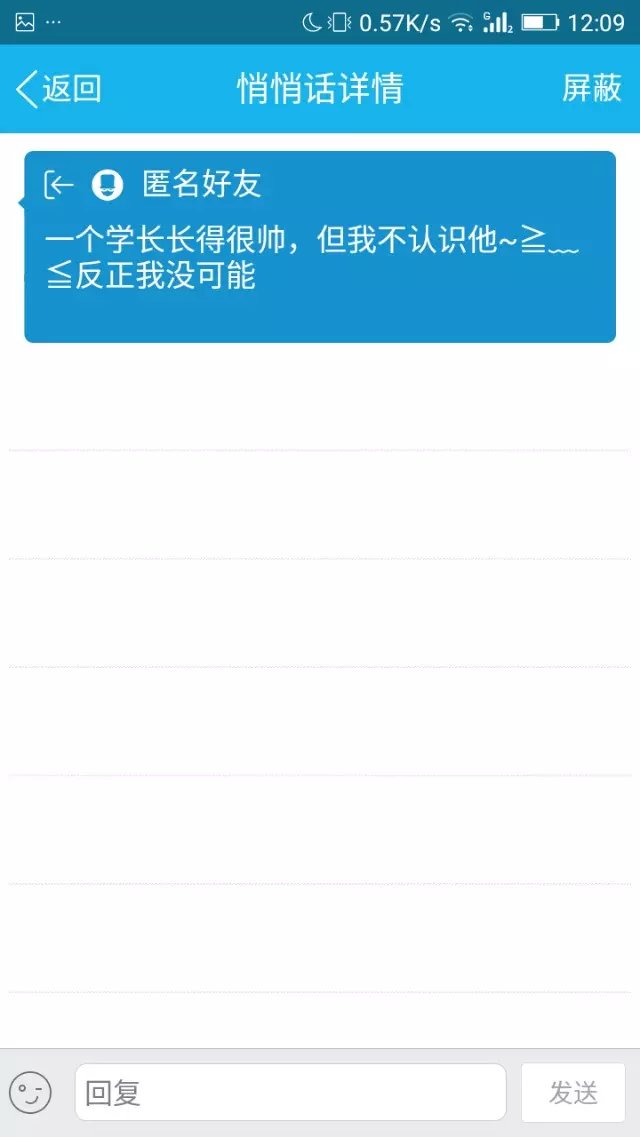 0.57K/s G 2 12:09
返回 悄悄话详情 屏蔽
匿名好友
一个学长长得很帅，但我不认识他~≧﹏
≦反正我没可能
回复 发送